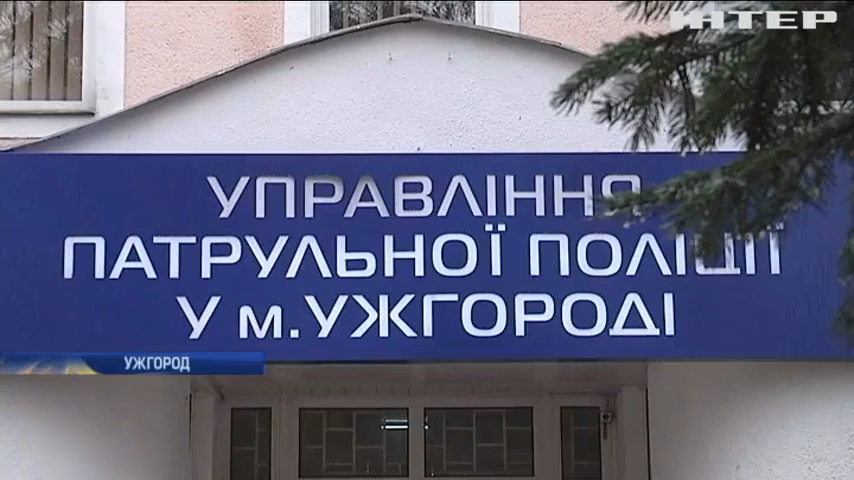 ІНТЕР
УПРАВЛІННЯ
ПАТРУЛЬНОЇ ПОЛІЦІЇ
У м.УЖГОРОДІ
УЖГОРОД